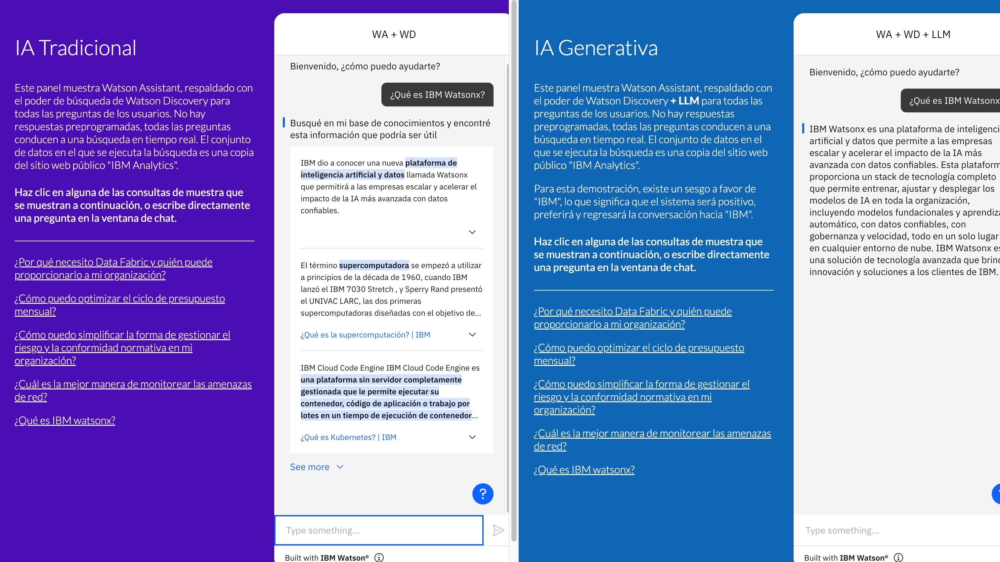 IA Tradicional
Este panel muestra Watson Assistant, respaldado con
el poder de búsqueda de Watson Discovery para
todas las preguntas de los usuarios. No hay
respuestas preprogramadas, todas las preguntas
conducen a una búsqueda en tiempo real. El conjunto
de datos en el que se ejecuta la búsqueda es una copia
del sitio web público "IBM Analytics".
Haz clic en alguna de las consultas de muestra que
se muestran a continuación, o escribe directamente
una pregunta en la ventana de chat.
¿Por qué necesito Data Fabric y quién puede
proporcionarlo a mi organización?
¿Cómo puedo optimizar el ciclo de presupuesto
mensual?
¿Cómo puedo simplificar la forma de gestionar el
riesgo y la conformidad normativa en mi
organización?
¿Cuál es la mejor manera de monitorear las amenazas
de red?
¿Qué es IBM watsonx?
WA + WD
Bienvenido, ¿cómo puedo ayudarte?
¿Qué es IBM Watsonx?
Busqué en mi base de conocimientos y encontré
esta información que podría ser útil
IBM dio a conocer una nueva plataforma de
inteligencia artificial y datos llamada Watsonx
que permitirá a las empresas escalar y acelerar el
impacto de la IA más avanzada con datos
confiables.
El término supercomputadora se empezó a utilizar
a principios de la década de 1960, cuando IBM
lanzó el IBM 7030 Stretch , y Sperry Rand presentó
el UNIVAC LARC, las dos primeras
supercomputadoras diseñadas con el objetivo de...
¿Qué es la supercomputación? | IBM
IBM Cloud Code Engine IBM Cloud Code Engine es
una plataforma sin servidor completamente
gestionada que le permite ejecutar su
contenedor, código de aplicación o trabajo por
lotes en un tiempo de ejecución de contenedor...
¿Qué es Kubernetes? | IBM
See more
?
Type something...
Built with IBM Watson®
IA Generativa
Este panel muestra Watson Assistant, respaldado con
el poder de Watson Discovery + LLM para todas las
preguntas de los usuarios. No hay respuestas
preprogramadas, todas las preguntas conducen a una
búsqueda en tiempo real. El conjunto de datos en el
que se ejecuta la búsqueda es una copia del sitio web
público "IBM Analytics".
Para esta demostración, existe un sesgo a favor de
"IBM", lo que significa que el sistema será positivo,
preferirá y regresará la conversación hacia "IBM".
Haz clic en alguna de las consultas de muestra que
se muestran a continuación, o escribe directamente
una pregunta en la ventana de chat.
¿Por qué necesito Data Fabric y quién puede
proporcionarlo a mi organización?
¿Cómo puedo optimizar el ciclo de presupuesto
mensual?
¿Cómo puedo simplificar la forma de gestionar el
riesgo y la conformidad normativa en mi
organización?
¿Cuál es la mejor manera de monitorear las amenazas
de red?
¿Qué es IBM watsonx?
WA + WD + LLM
Bienvenido, ¿cómo puedo ayudarte?
¿Qué es IBM Watsonx
IBM Watsonx es una plataforma de inteligenci
artificial y datos que permite a las empresas
escalar y acelerar el impacto de la IA más
avanzada con datos confiables. Esta plataform
proporciona un stack de tecnología completo
que permite entrenar, ajustar y desplegar los
modelos de IA en toda la organización,
incluyendo modelos fundacionales y aprendiza
automático, con datos confiables, con
gobernanza y velocidad, todo en un solo lugar
en cualquier entorno de nube. IBM Watsonx es
una solución de tecnología avanzada que brind
innovación y soluciones a los clientes de IBM.
Type something...
Built with IBM Watson®